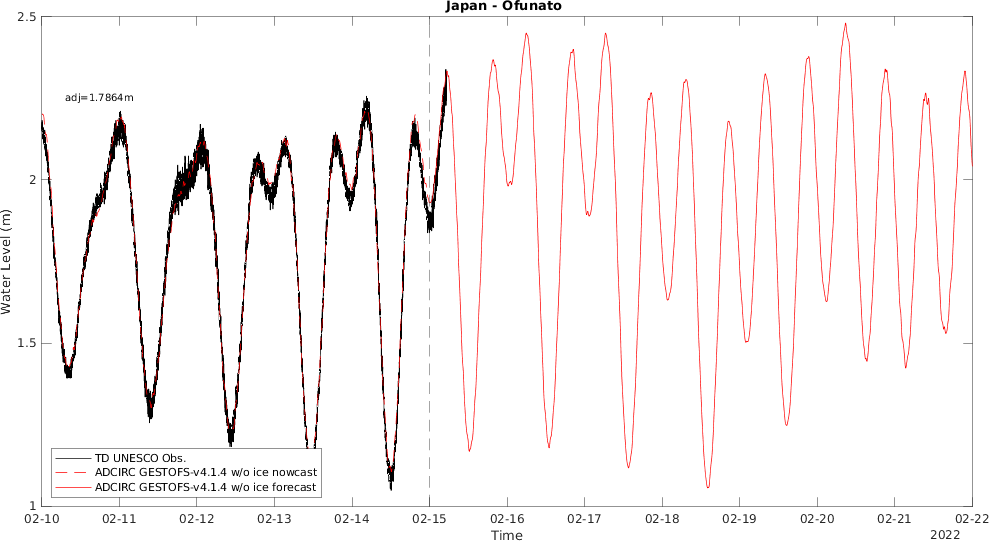 Japan - Ofunato
2.5
adj=1.7864m
2
Water Level (m)
1.5
TD UNESCO Obs.
ADCIRC GESTOFS-v4.1.4 w/o ice nowcast
ADCIRC GESTOFS-v4.1.4 w/o ice forecast
1
02-10 02-11 02-12 02-13 02-14 02-15 02-16 02-17 02-18 02-19 02-20 02-21 02-22
Time
2022